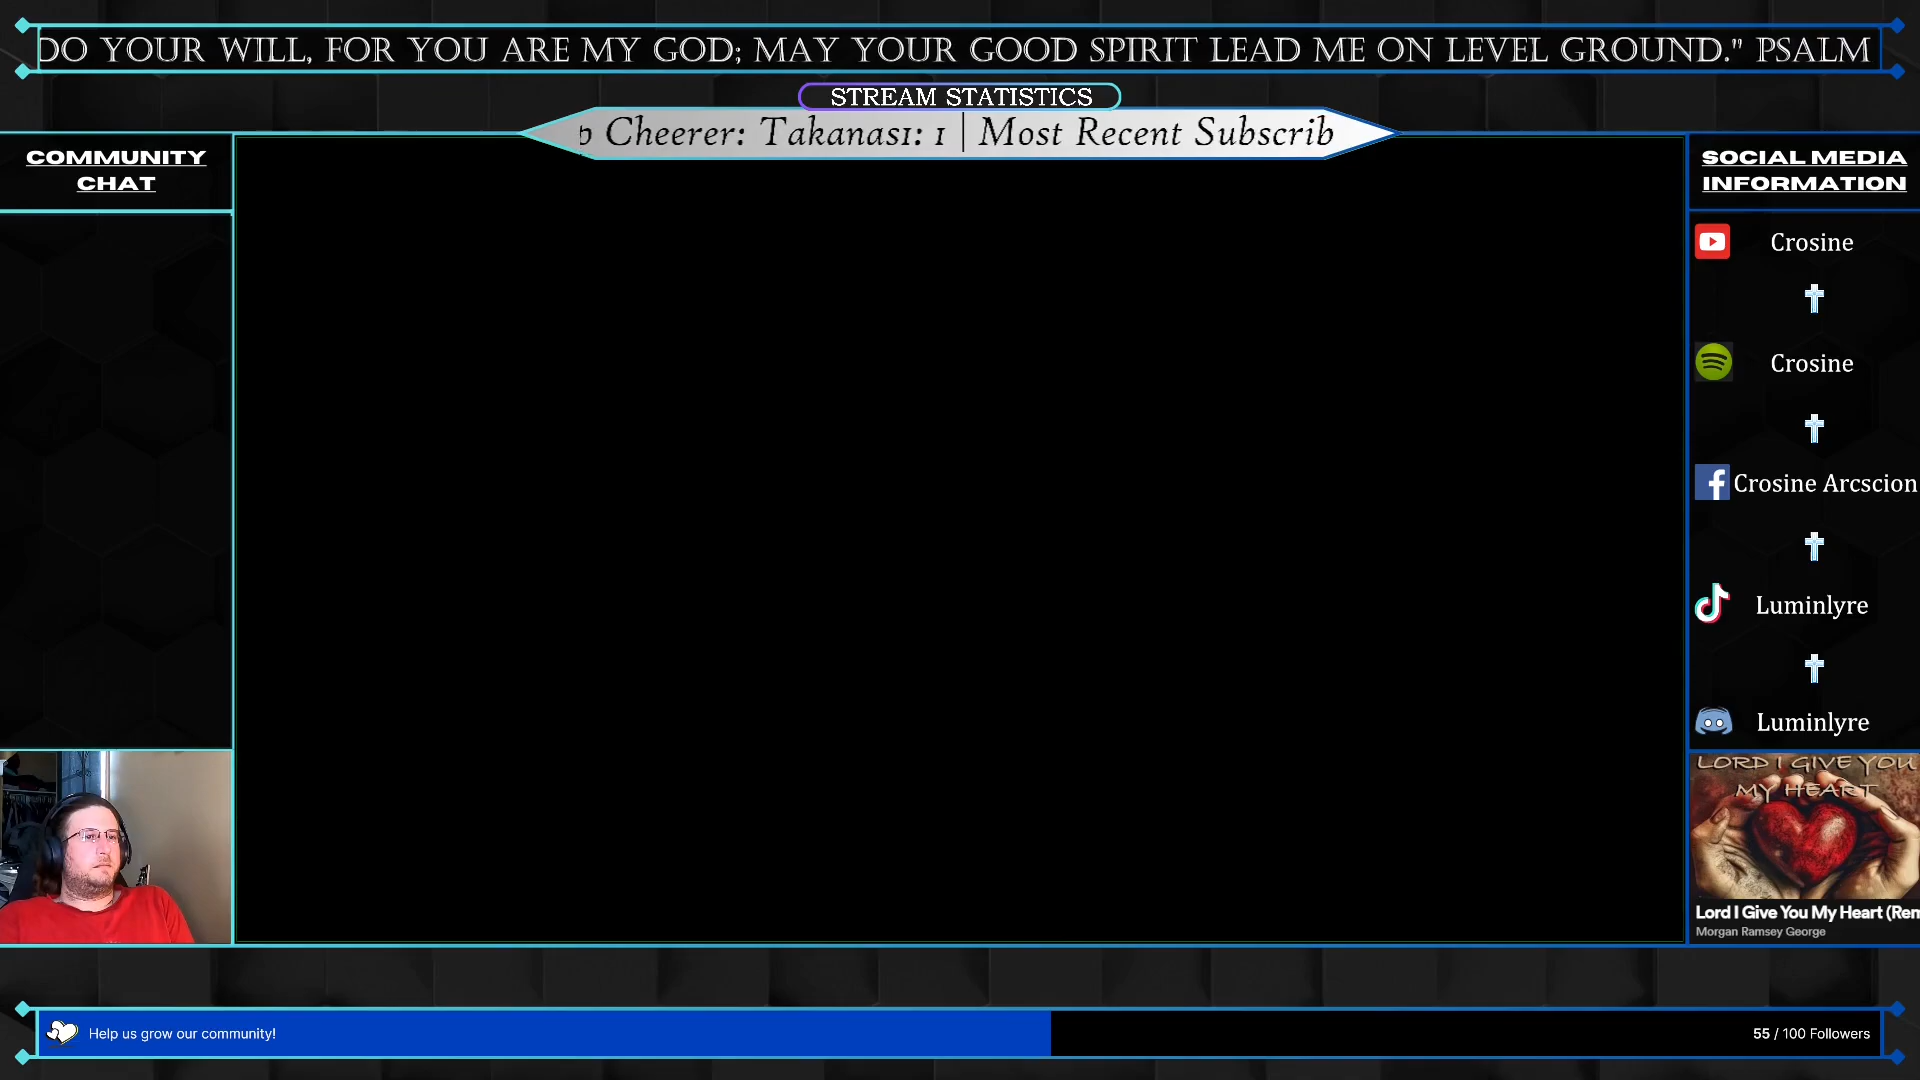 DO YOUR WILL, FOR YOU ARE MY GOD; MAY YOUR GOOD SPIRIT LEAD ME ON LEVEL GROUND." PSALM
STREAM STATISTICS
Cheerer: Takanas1: 1 | Most Recent Subscrib
COMMUNITY
CHAT
SOCIAL MEDIA
INFORMATION
Crosine
Crosine
Crosine Arcscion
Luminlyre
Luminlyre
LORD I GIVE YOU
MY HEART
Lord I Give You My Heart (Rem
Morgan Ramsey George
Help us grow our community!
55 / 100 Followers